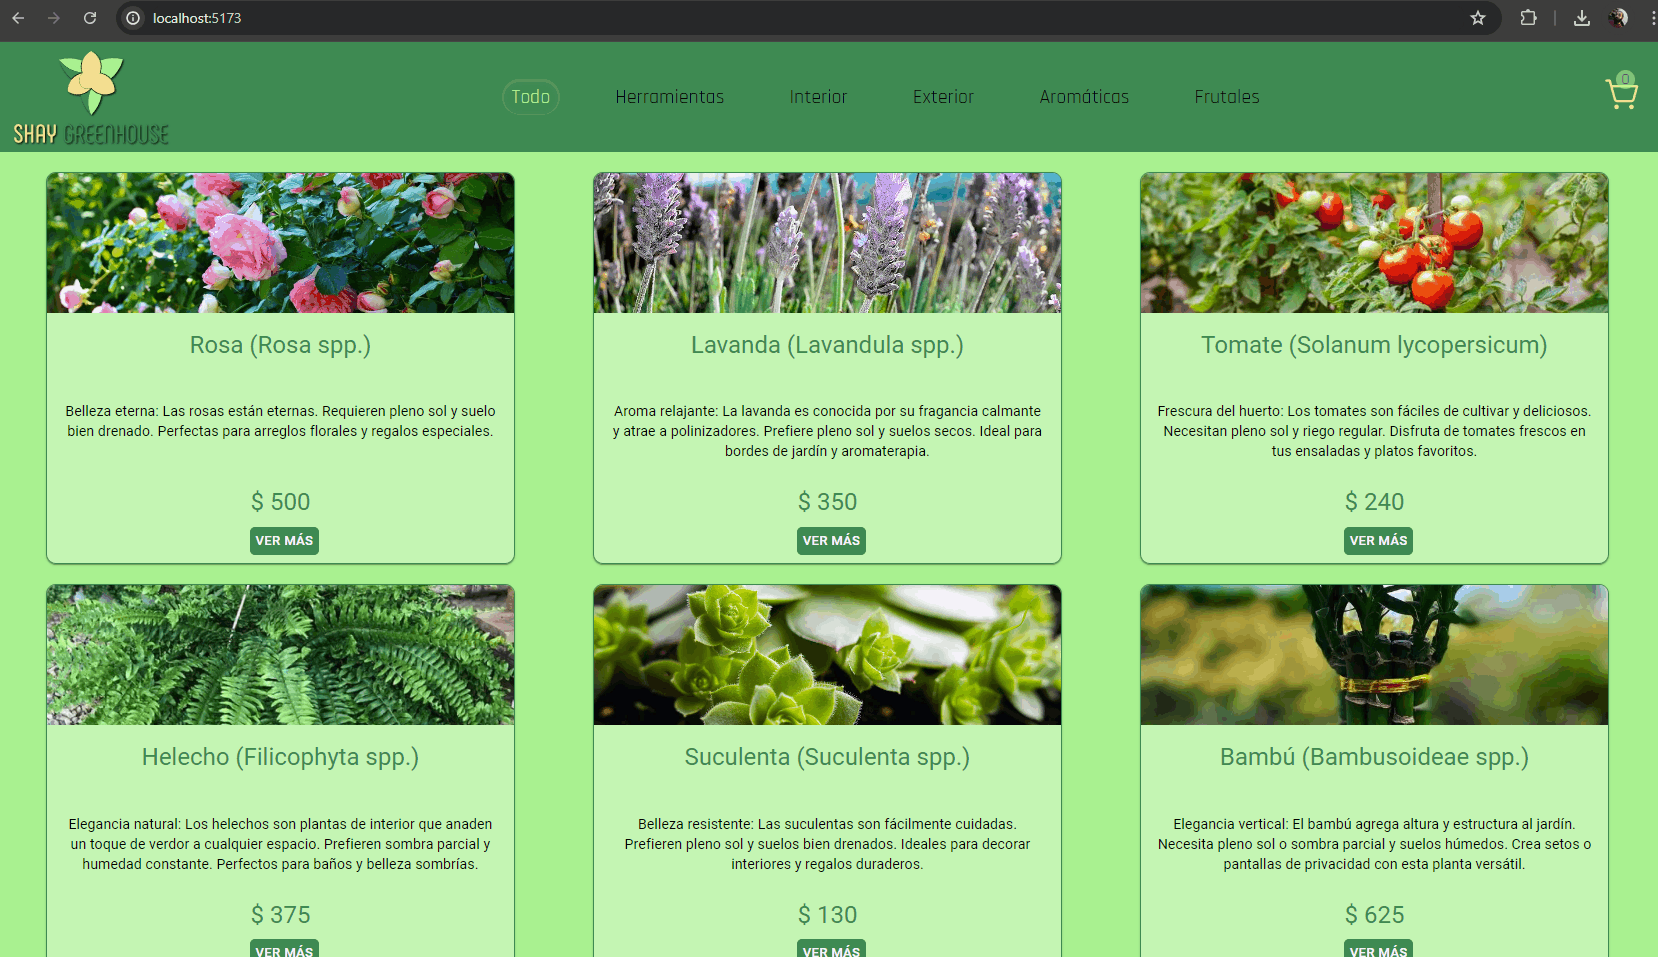 localhost:5173
SHAY GREENHOUSE
Todo
Herramientas
Interior
Exterior
Aromáticas
Frutales
0
Rosa (Rosa spp.)
Belleza eterna: Las rosas están eternas. Requieren pleno sol y suelo
bien drenado. Perfectas para arreglos florales y regalos especiales.
$ 500
VER MÁS
Lavanda (Lavandula spp.)
Aroma relajante: La lavanda es conocida por su fragancia calmante
y atrae a polinizadores. Prefiere pleno sol y suelos secos. Ideal para
bordes de jardín y aromaterapia.
$ 350
VER MÁS
Tomate (Solanum lycopersicum)
Frescura del huerto: Los tomates son fáciles de cultivar y deliciosos.
Necesitan pleno sol y riego regular. Disfruta de tomates frescos en
tus ensaladas y platos favoritos.
$ 240
VER MÁS
Helecho (Filicophyta spp.)
Elegancia natural: Los helechos son plantas de interior que anaden
un toque de verdor a cualquier espacio. Prefieren sombra parcial y
humedad constante. Perfectos para baños y belleza sombrías.
$ 375
VER MÁS
Suculenta (Suculenta spp.)
Belleza resistente: Las suculentas son fácilmente cuidadas.
Prefieren pleno sol y suelos bien drenados. Ideales para decorar
interiores y regalos duraderos.
$ 130
VER MÁS
Bambú (Bambusoideae spp.)
Elegancia vertical: El bambú agrega altura y estructura al jardín.
Necesita pleno sol o sombra parcial y suelos húmedos. Crea setos o
pantallas de privacidad con esta planta versátil.
$ 625
VER MÁS